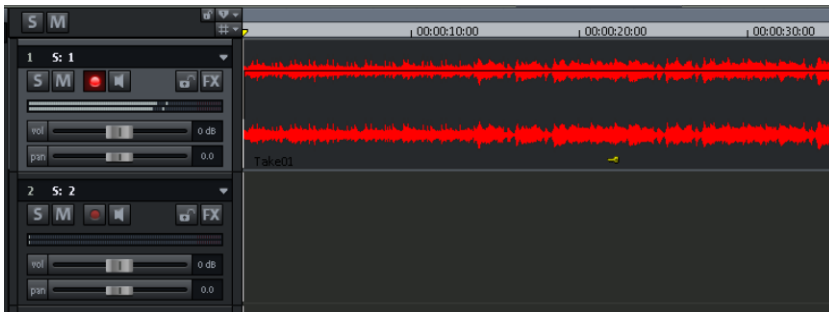 S M
00:00:10:00 00:00:20:00 00:00:30:00
1 S: 1
S M FX
vol 0 dB
pan 0.0
Take01
2 S: 2
S M FX
vol 0 dB
pan 0.0